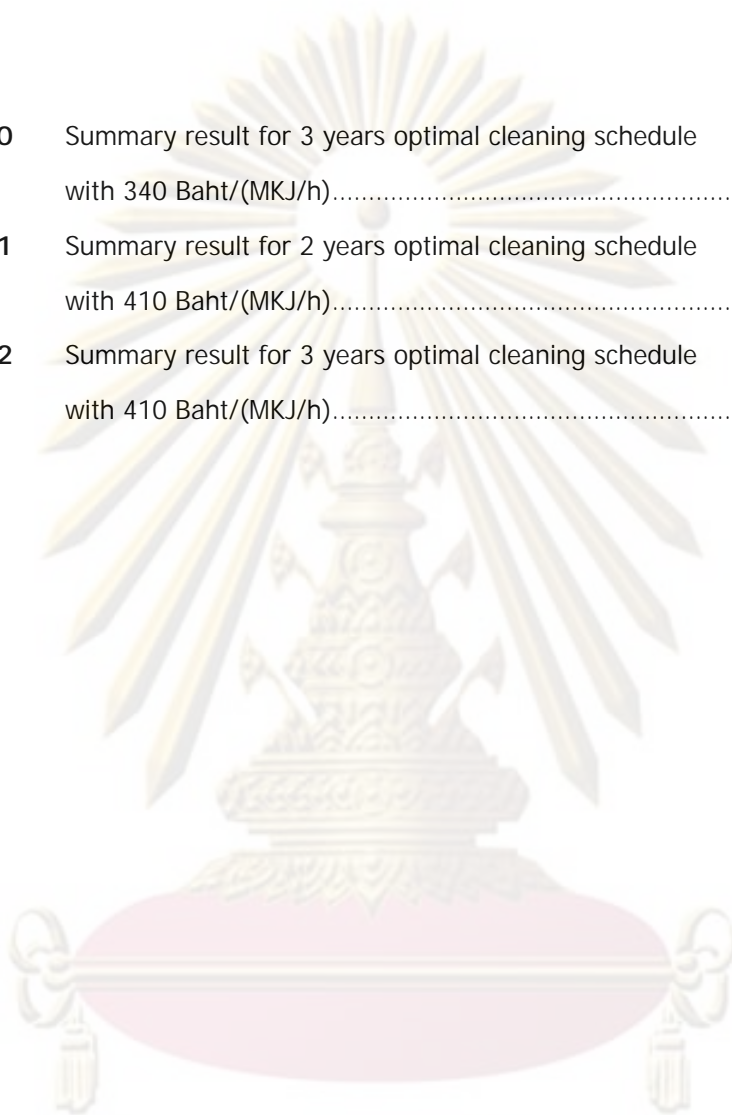 0 Summary result for 3 years optimal cleaning schedule
with 340 Baht/(MKJ/h)......................................................
1 Summary result for 2 years optimal cleaning schedule
with 410 Baht/(MKJ/h)......................................................
2 Summary result for 3 years optimal cleaning schedule
with 410 Baht/(MKJ/h)......................................................